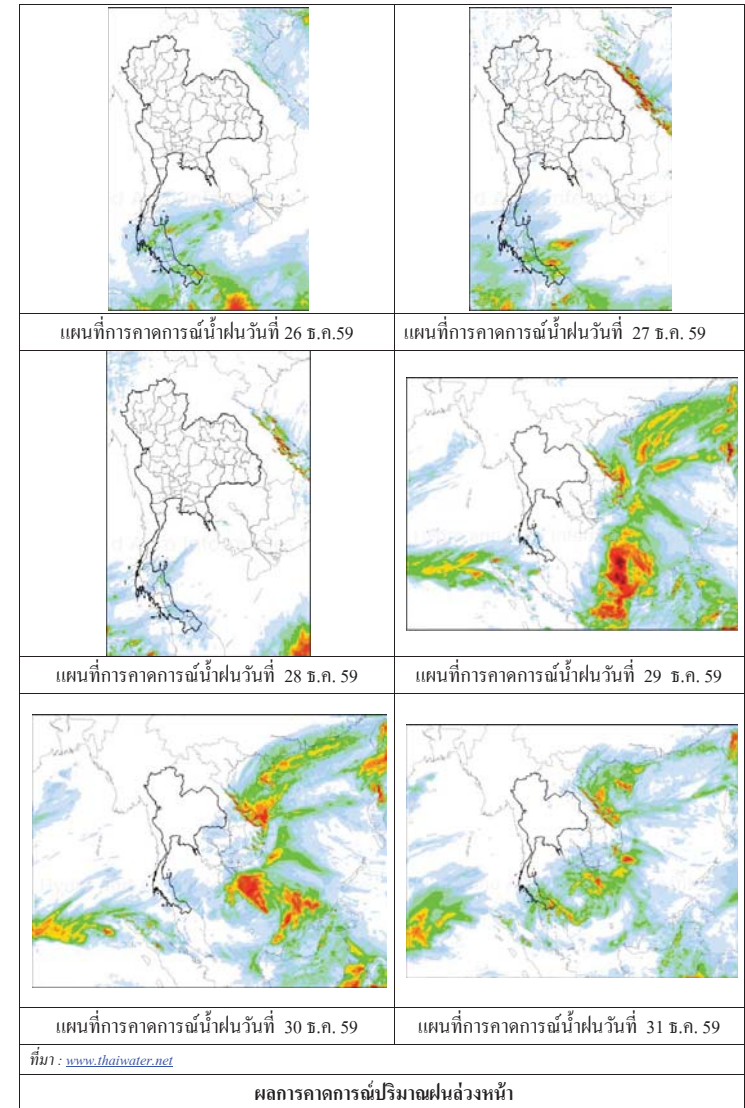 แผนที่การคาดการณ์น้ำฝนวันที่ 26 ธ.ค.59
แผนที่การคาดการณ์น้ำฝนวันที่ 27 ธ.ค. 59
แผนที่การคาดการณ์น้ำฝนวันที่ 28 ธ.ค. 59
แผนที่การคาดการณ์น้ำฝนวันที่ 29 ธ.ค. 59
แผนที่การคาดการณ์น้ำฝนวันที่ 30 ธ.ค. 59
แผนที่การคาดการณ์น้ำฝนวันที่ 31 ธ.ค. 59
ที่มา : www.thaiwater.net
ผลการคาดการณ์ปริมาณฝนล่วงหน้า